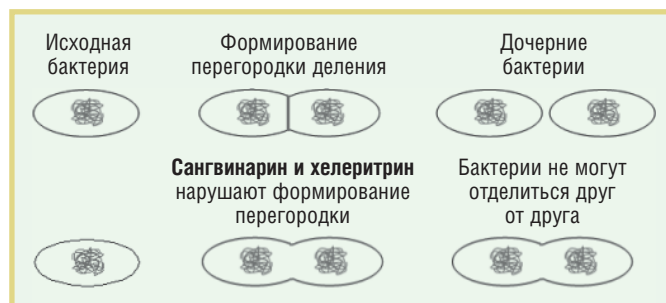 Исходная
бактерия
Формирование
перегородки деления
Дочерние
бактерии
Сангвинарин и хелеритрин
нарушают формирование
перегородки
Бактерии не могут
отделиться друг
от друга